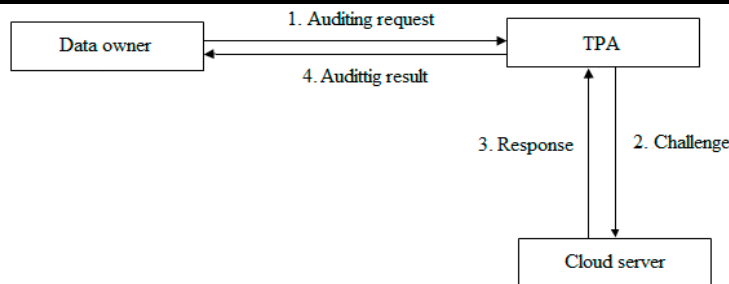 1. Auditing request
Data owner
TPA
4. Audittig result
3. Response
2. Challenge
Cloud server